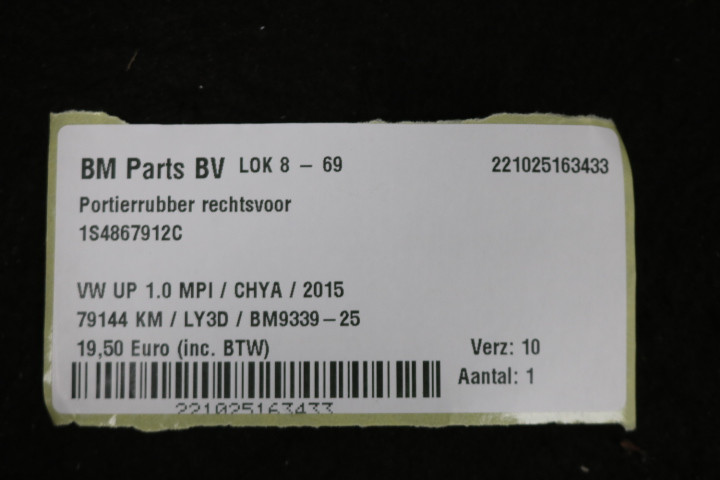 BM Parts BV LOK 8 - 69 221025163433
Portierrubber rechtsvoor
1S4867912C
VW UP 1.0 MPI / CHYA / 2015
79144 KM / LY3D / BM9339-25
19,50 Euro (inc. BTW) Verz: 10
Aantal: 1
221025163433